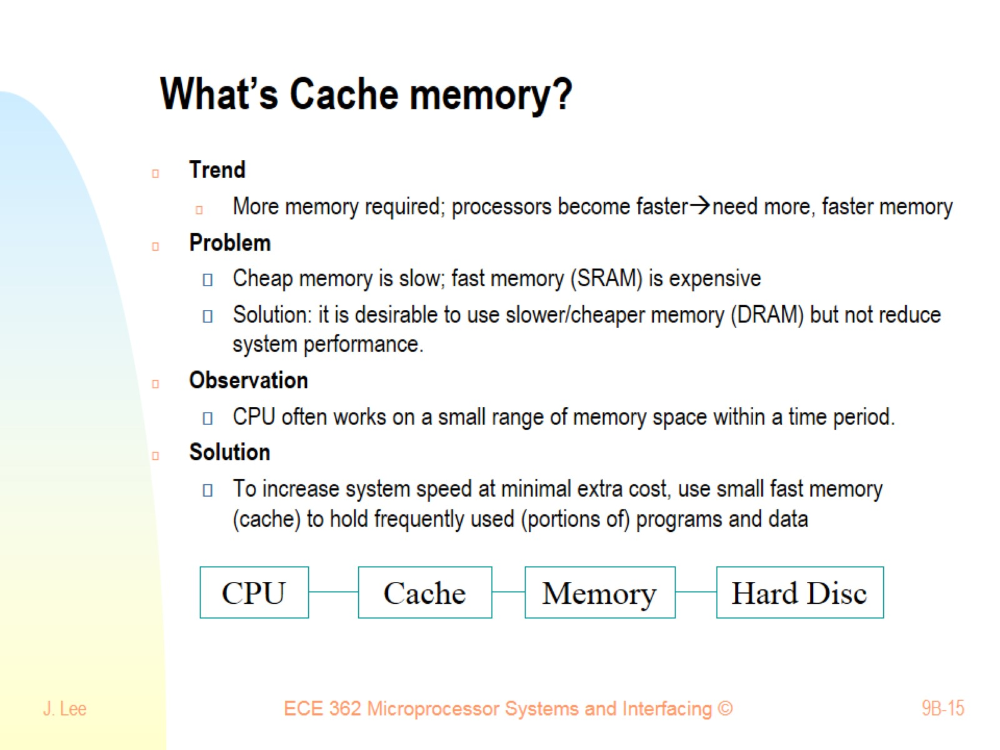 What’s Cache memory?
Trend
More memory required; processors become faster→need more, faster memory
Problem
Cheap memory is slow; fast memory (SRAM) is expensive
Solution: it is desirable to use slower/cheaper memory (DRAM) but not reduce
system performance.
Observation
CPU often works on a small range of memory space within a time period.
Solution
To increase system speed at minimal extra cost, use small fast memory
(cache) to hold frequently used (portions of) programs and data
CPU Cache Memory Hard Disc
J. Lee ECE 362 Microprocessor Systems and Interfacing © 9B-15